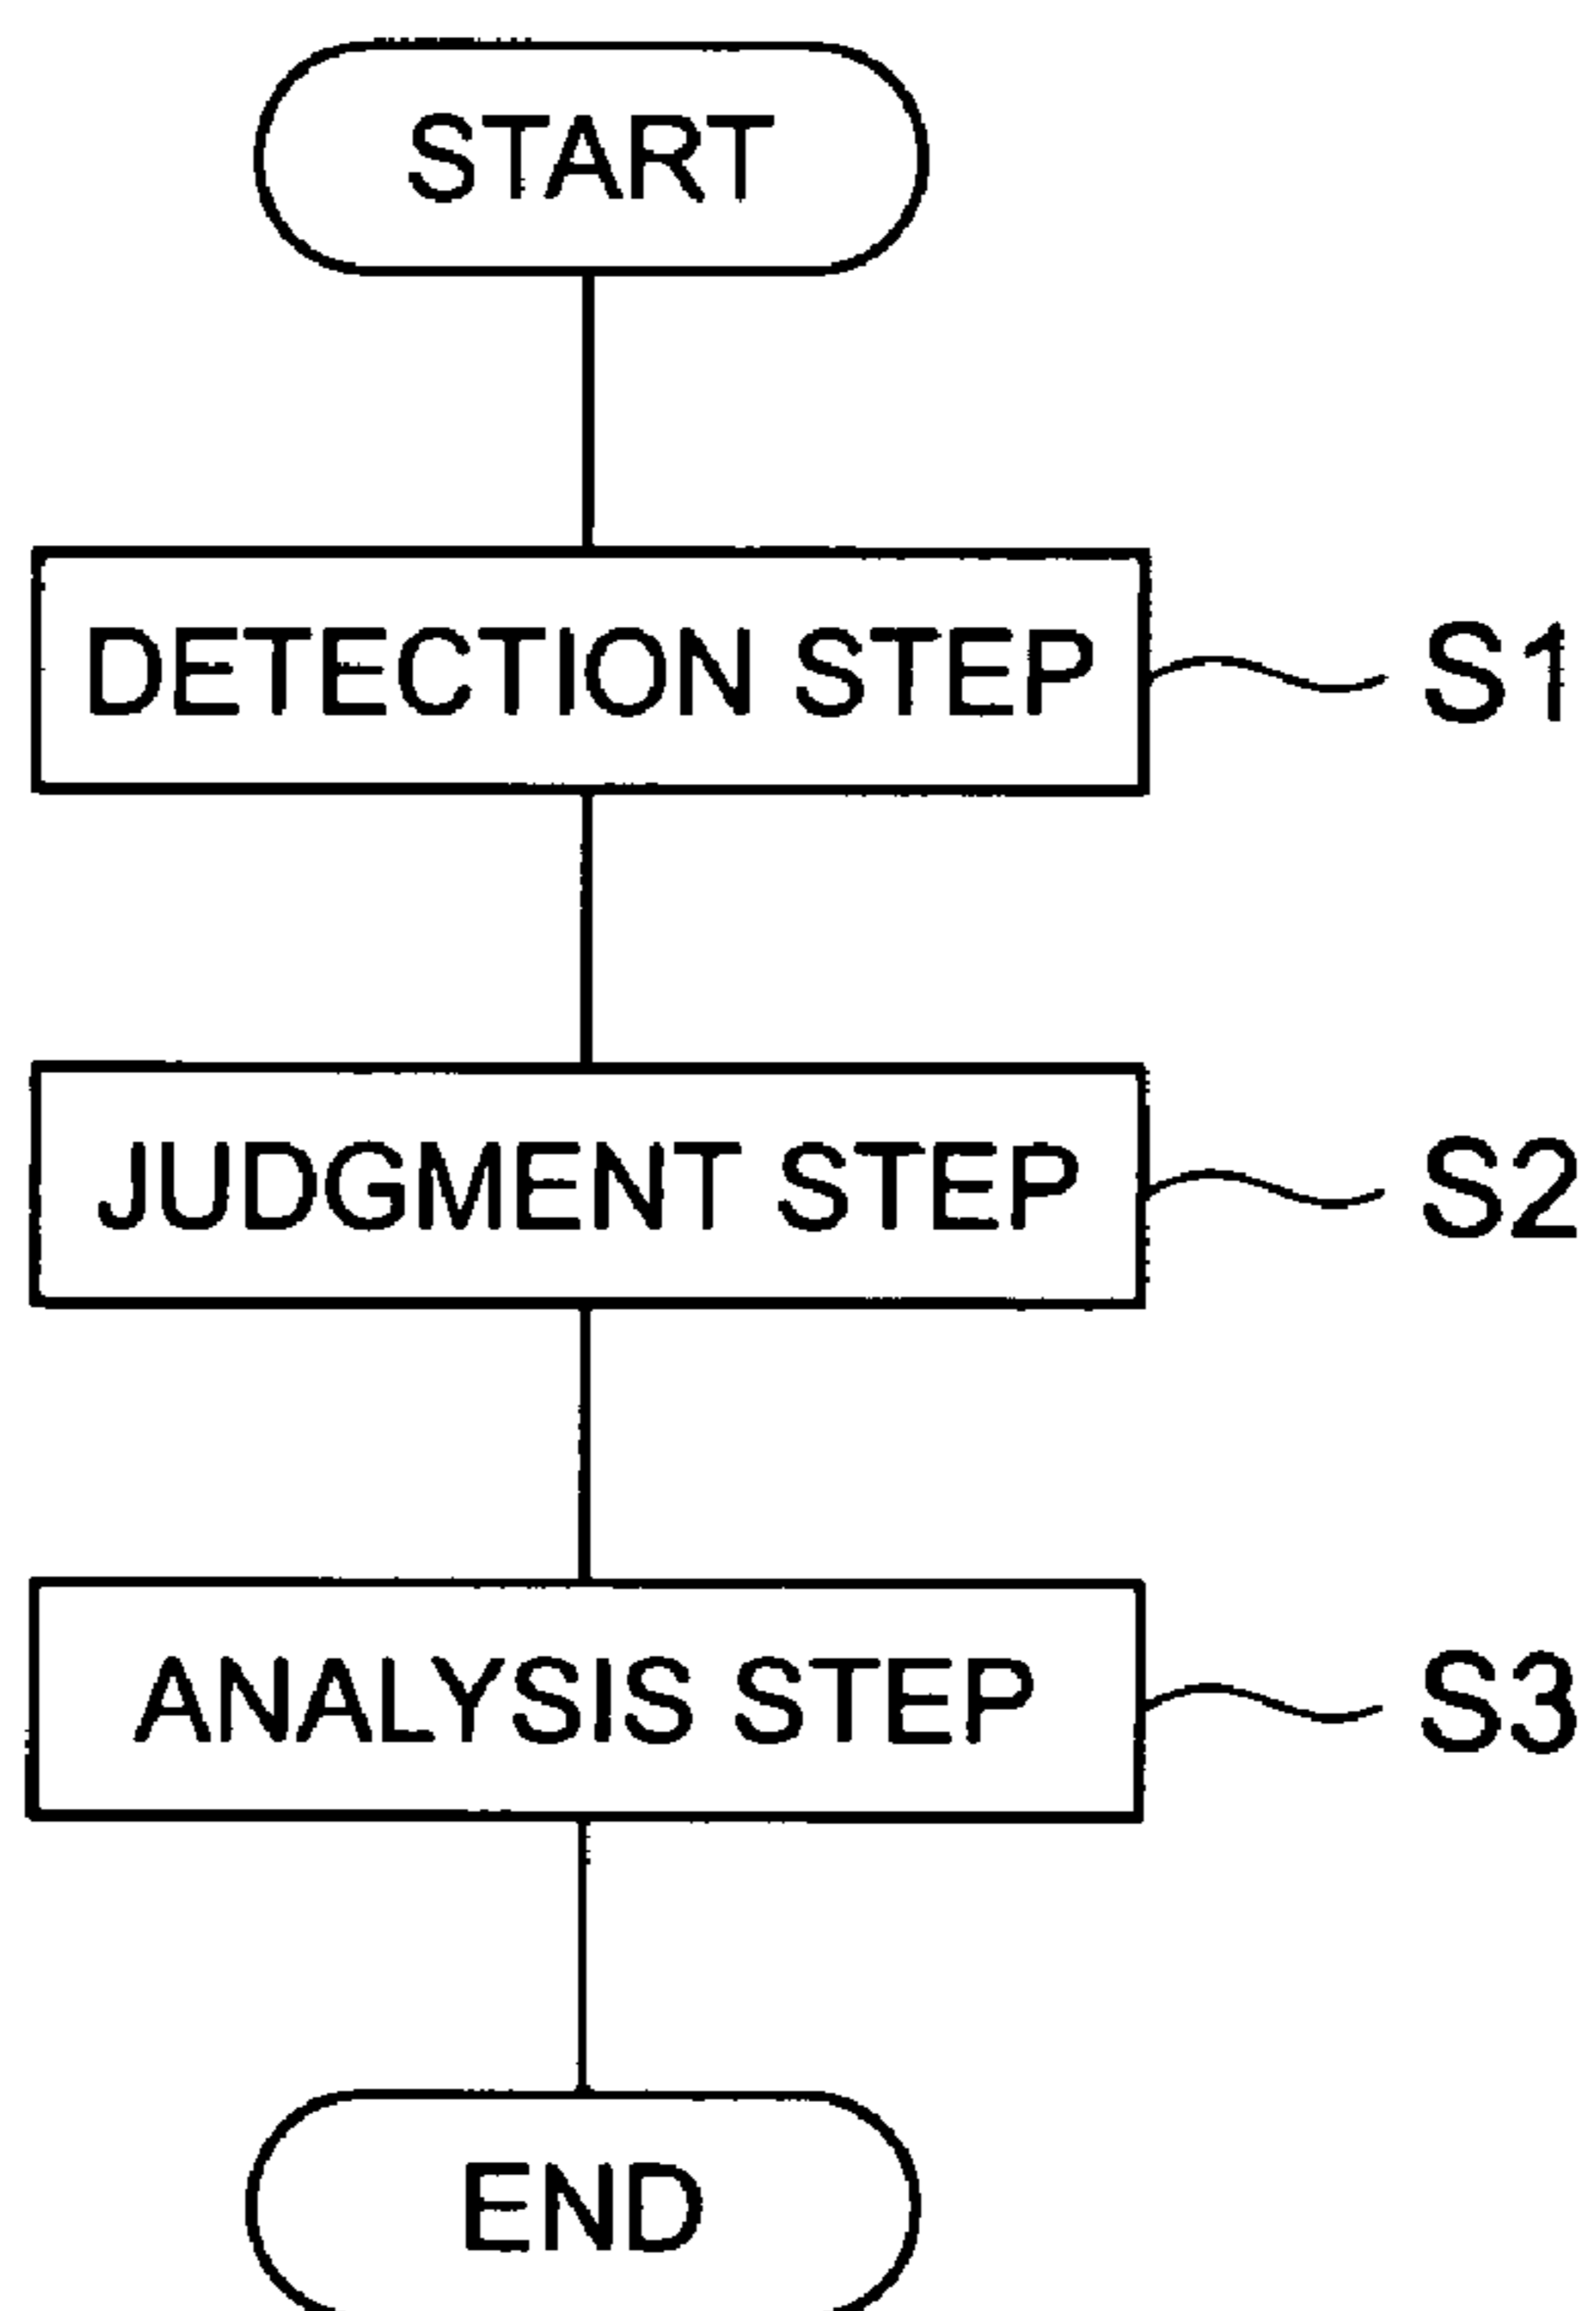 START
DETECTION STEP S1
JUDGMENT STEP S2
ANALYSIS STEP S3
END